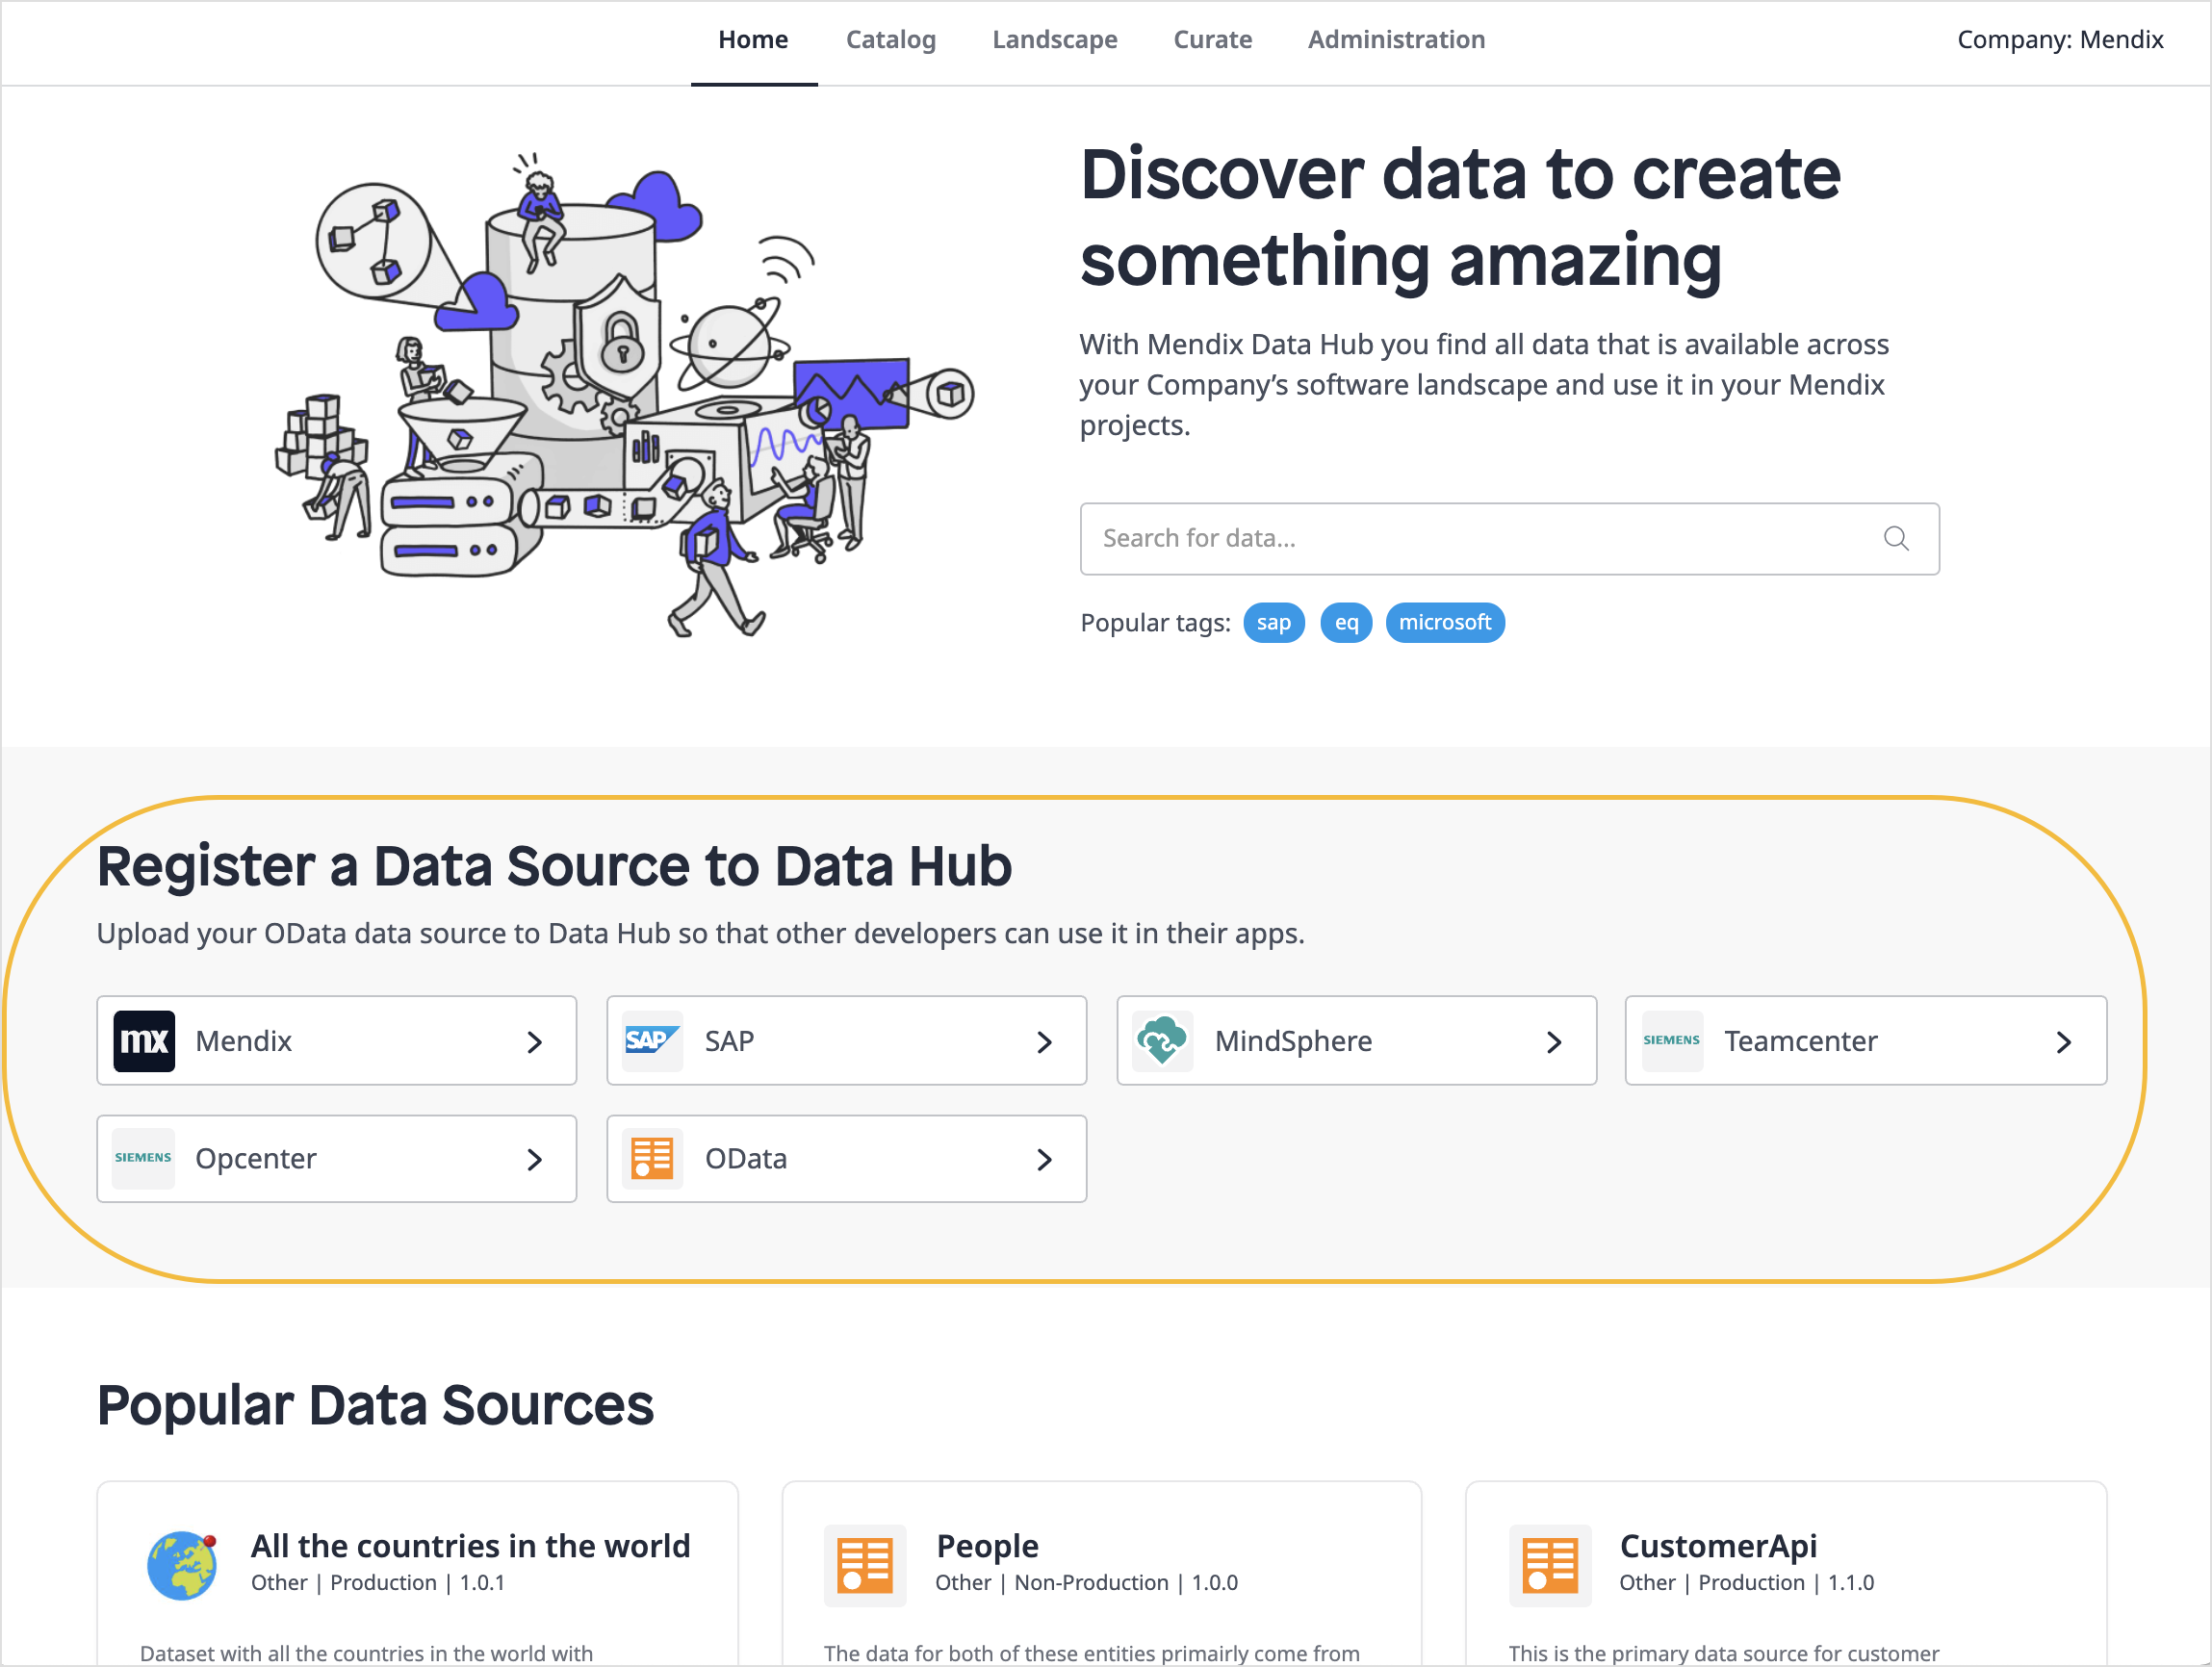 Home Catalog Landscape Curate Administration Company: Mendix
Discover data to create
something amazing
With Mendix Data Hub you find all data that is available across
your Company’s software landscape and use it in your Mendix
projects.
Search for data...
Popular tags: sap eq microsoft
Register a Data Source to Data Hub
Upload your OData data source to Data Hub so that other developers can use it in their apps.
mx Mendix SAP SAP MindSphere SIEMENS Teamcenter
SIEMENS Opcenter OData
Popular Data Sources
All the countries in the world People CustomerApi
Other | Production | 1.0.1 Other | Non-Production | 1.0.0 Other | Production | 1.1.0
Dataset with all the countries in the world with The data for both of these entities primairly come from This is the primary data source for customer